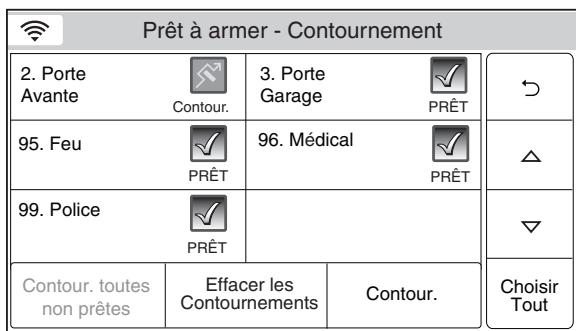 Prêt à armer - Contournement
2. Porte
Avante
Contour.
3. Porte
Garage
PRÊT
95. Feu
PRÊT
96. Médical
PRÊT
99. Police
PRÊT
Contour. toutes
non prêtes
Effacer les
Contournements
Contour.
Choisir
Tout